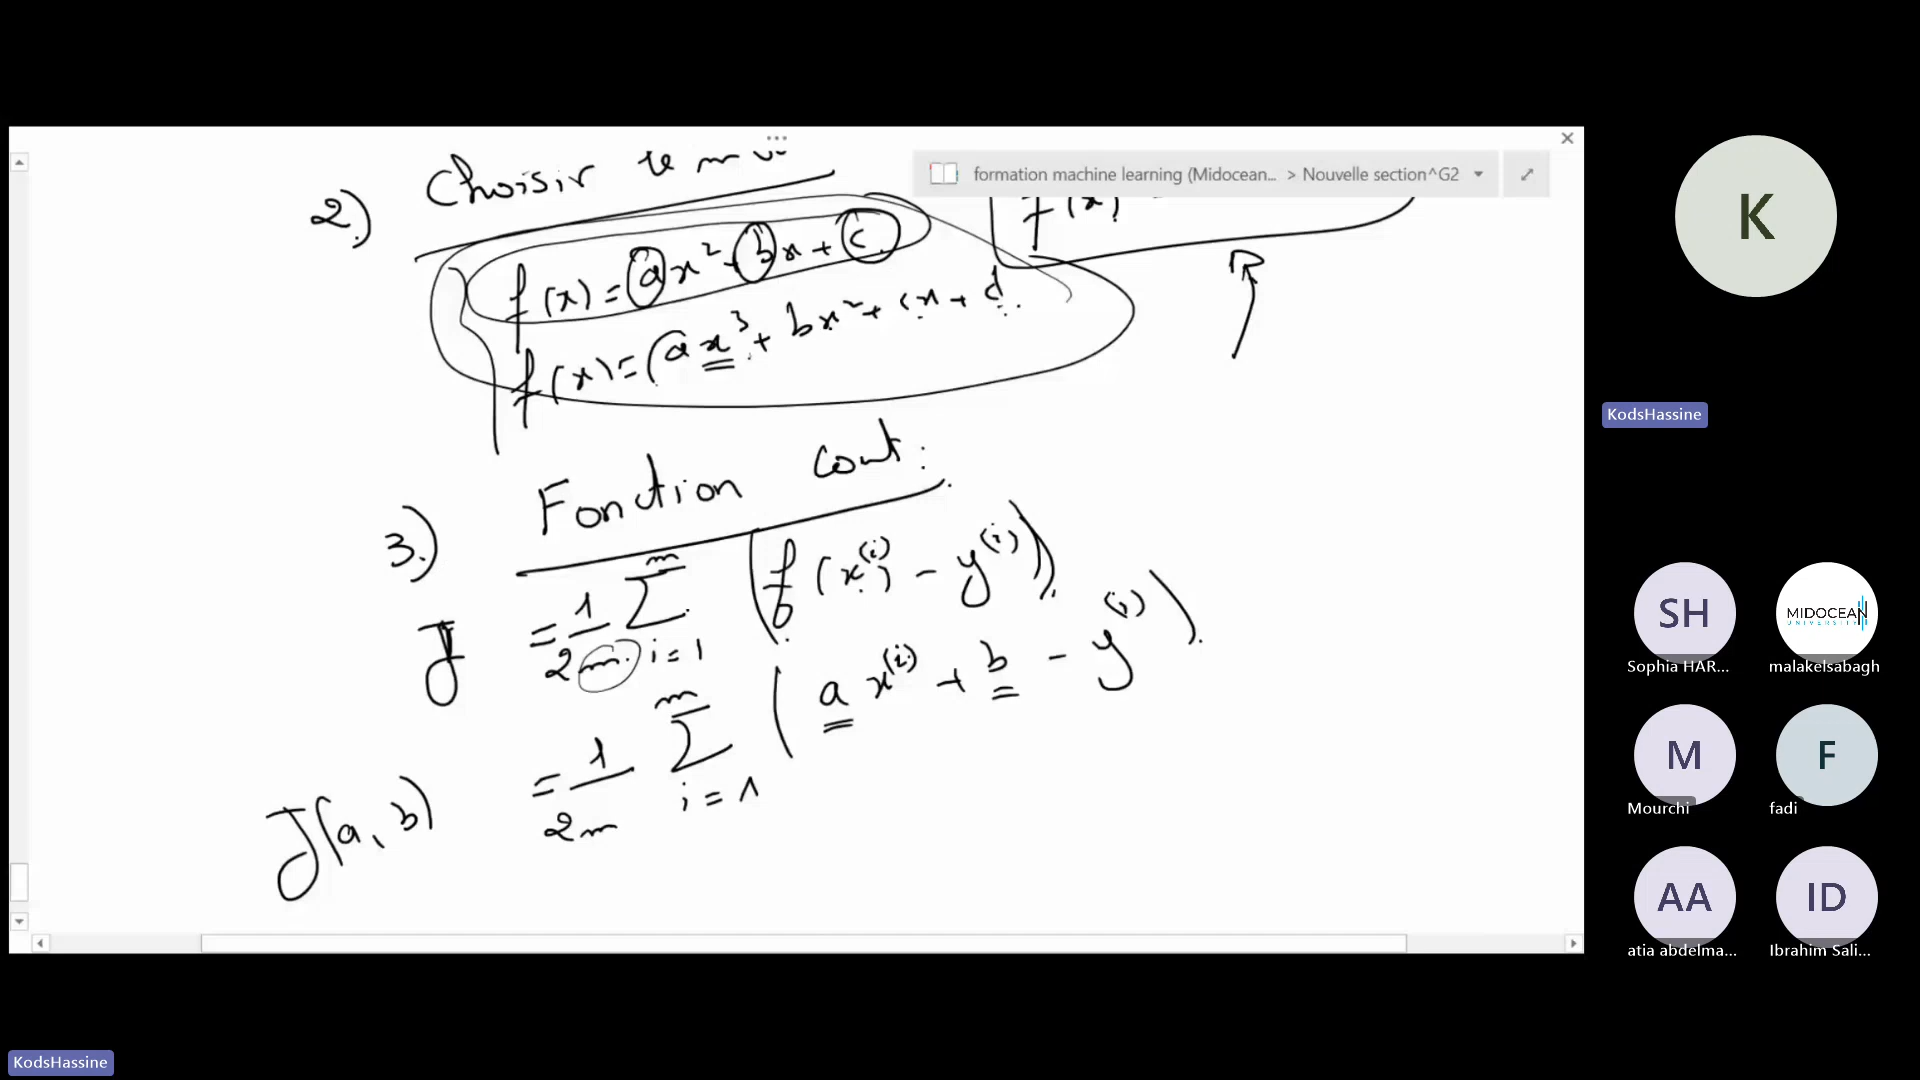 formation machine learning (Midocean... > Nouvelle section^G2
2.) Choisir
f(x)
f(x) = ax² + bx + c
f(x) = (ax³ + bx² + cx + d
3.) Fonction cout :
J = 1/2m Σ i=1 m (f(x^(i)) - y^(i))
J(a, b) = 1/2m Σ i=1 m (a x^(i) + b - y^(i))
K
KodsHassine
SH
Sophia HAR...
MIDOCEAN
UNIVERSITY
malakelsabagh
M
Mourchi
F
fadi
AA
atia abdelma...
ID
Ibrahim Sali...
KodsHassine